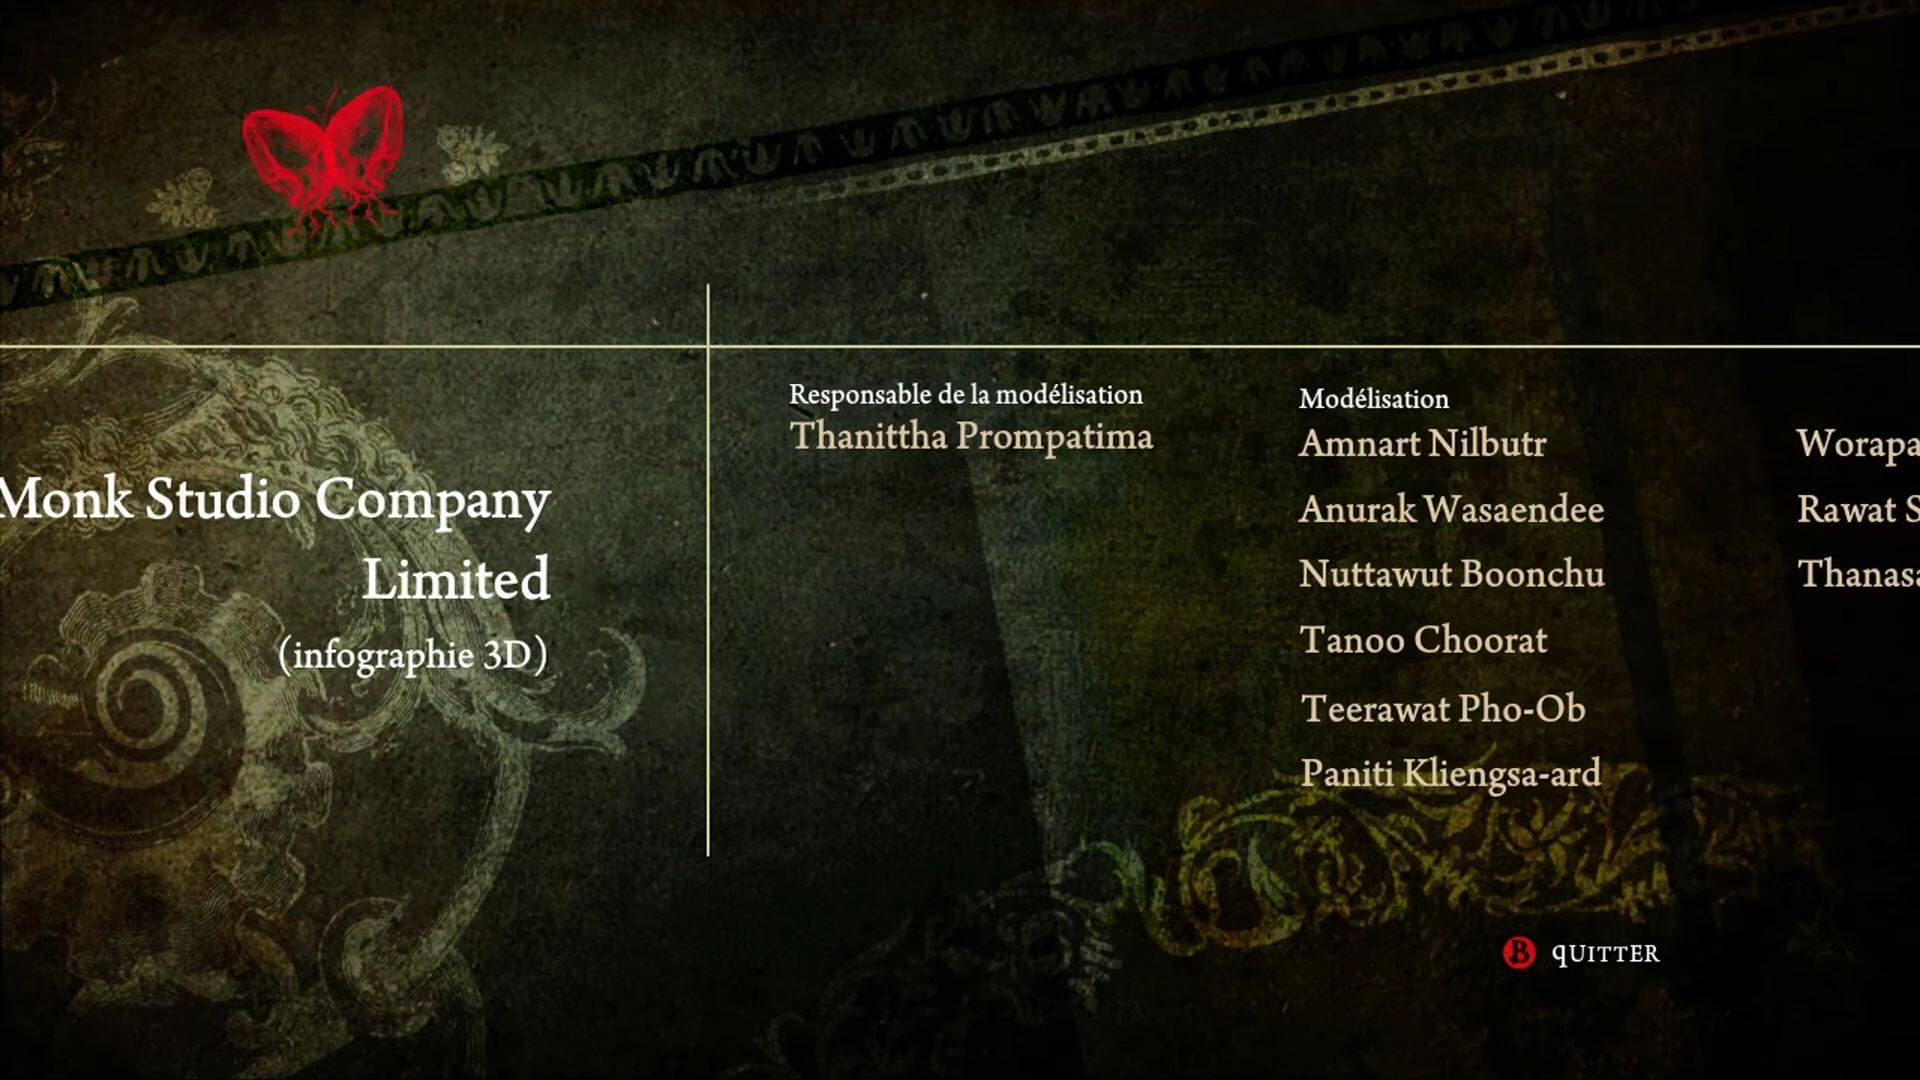 Monk Studio Company
Limited
(infographie 3D)
Responsable de la modélisation
Thanittha Prompatima
Modélisation
Amnart Nilbutr
Anurak Wasaendee
Nuttawut Boonchu
Tanoo Choorat
Teerawat Pho-Ob
Paniti Kliengsa-ard
Rawat
B QUITTER